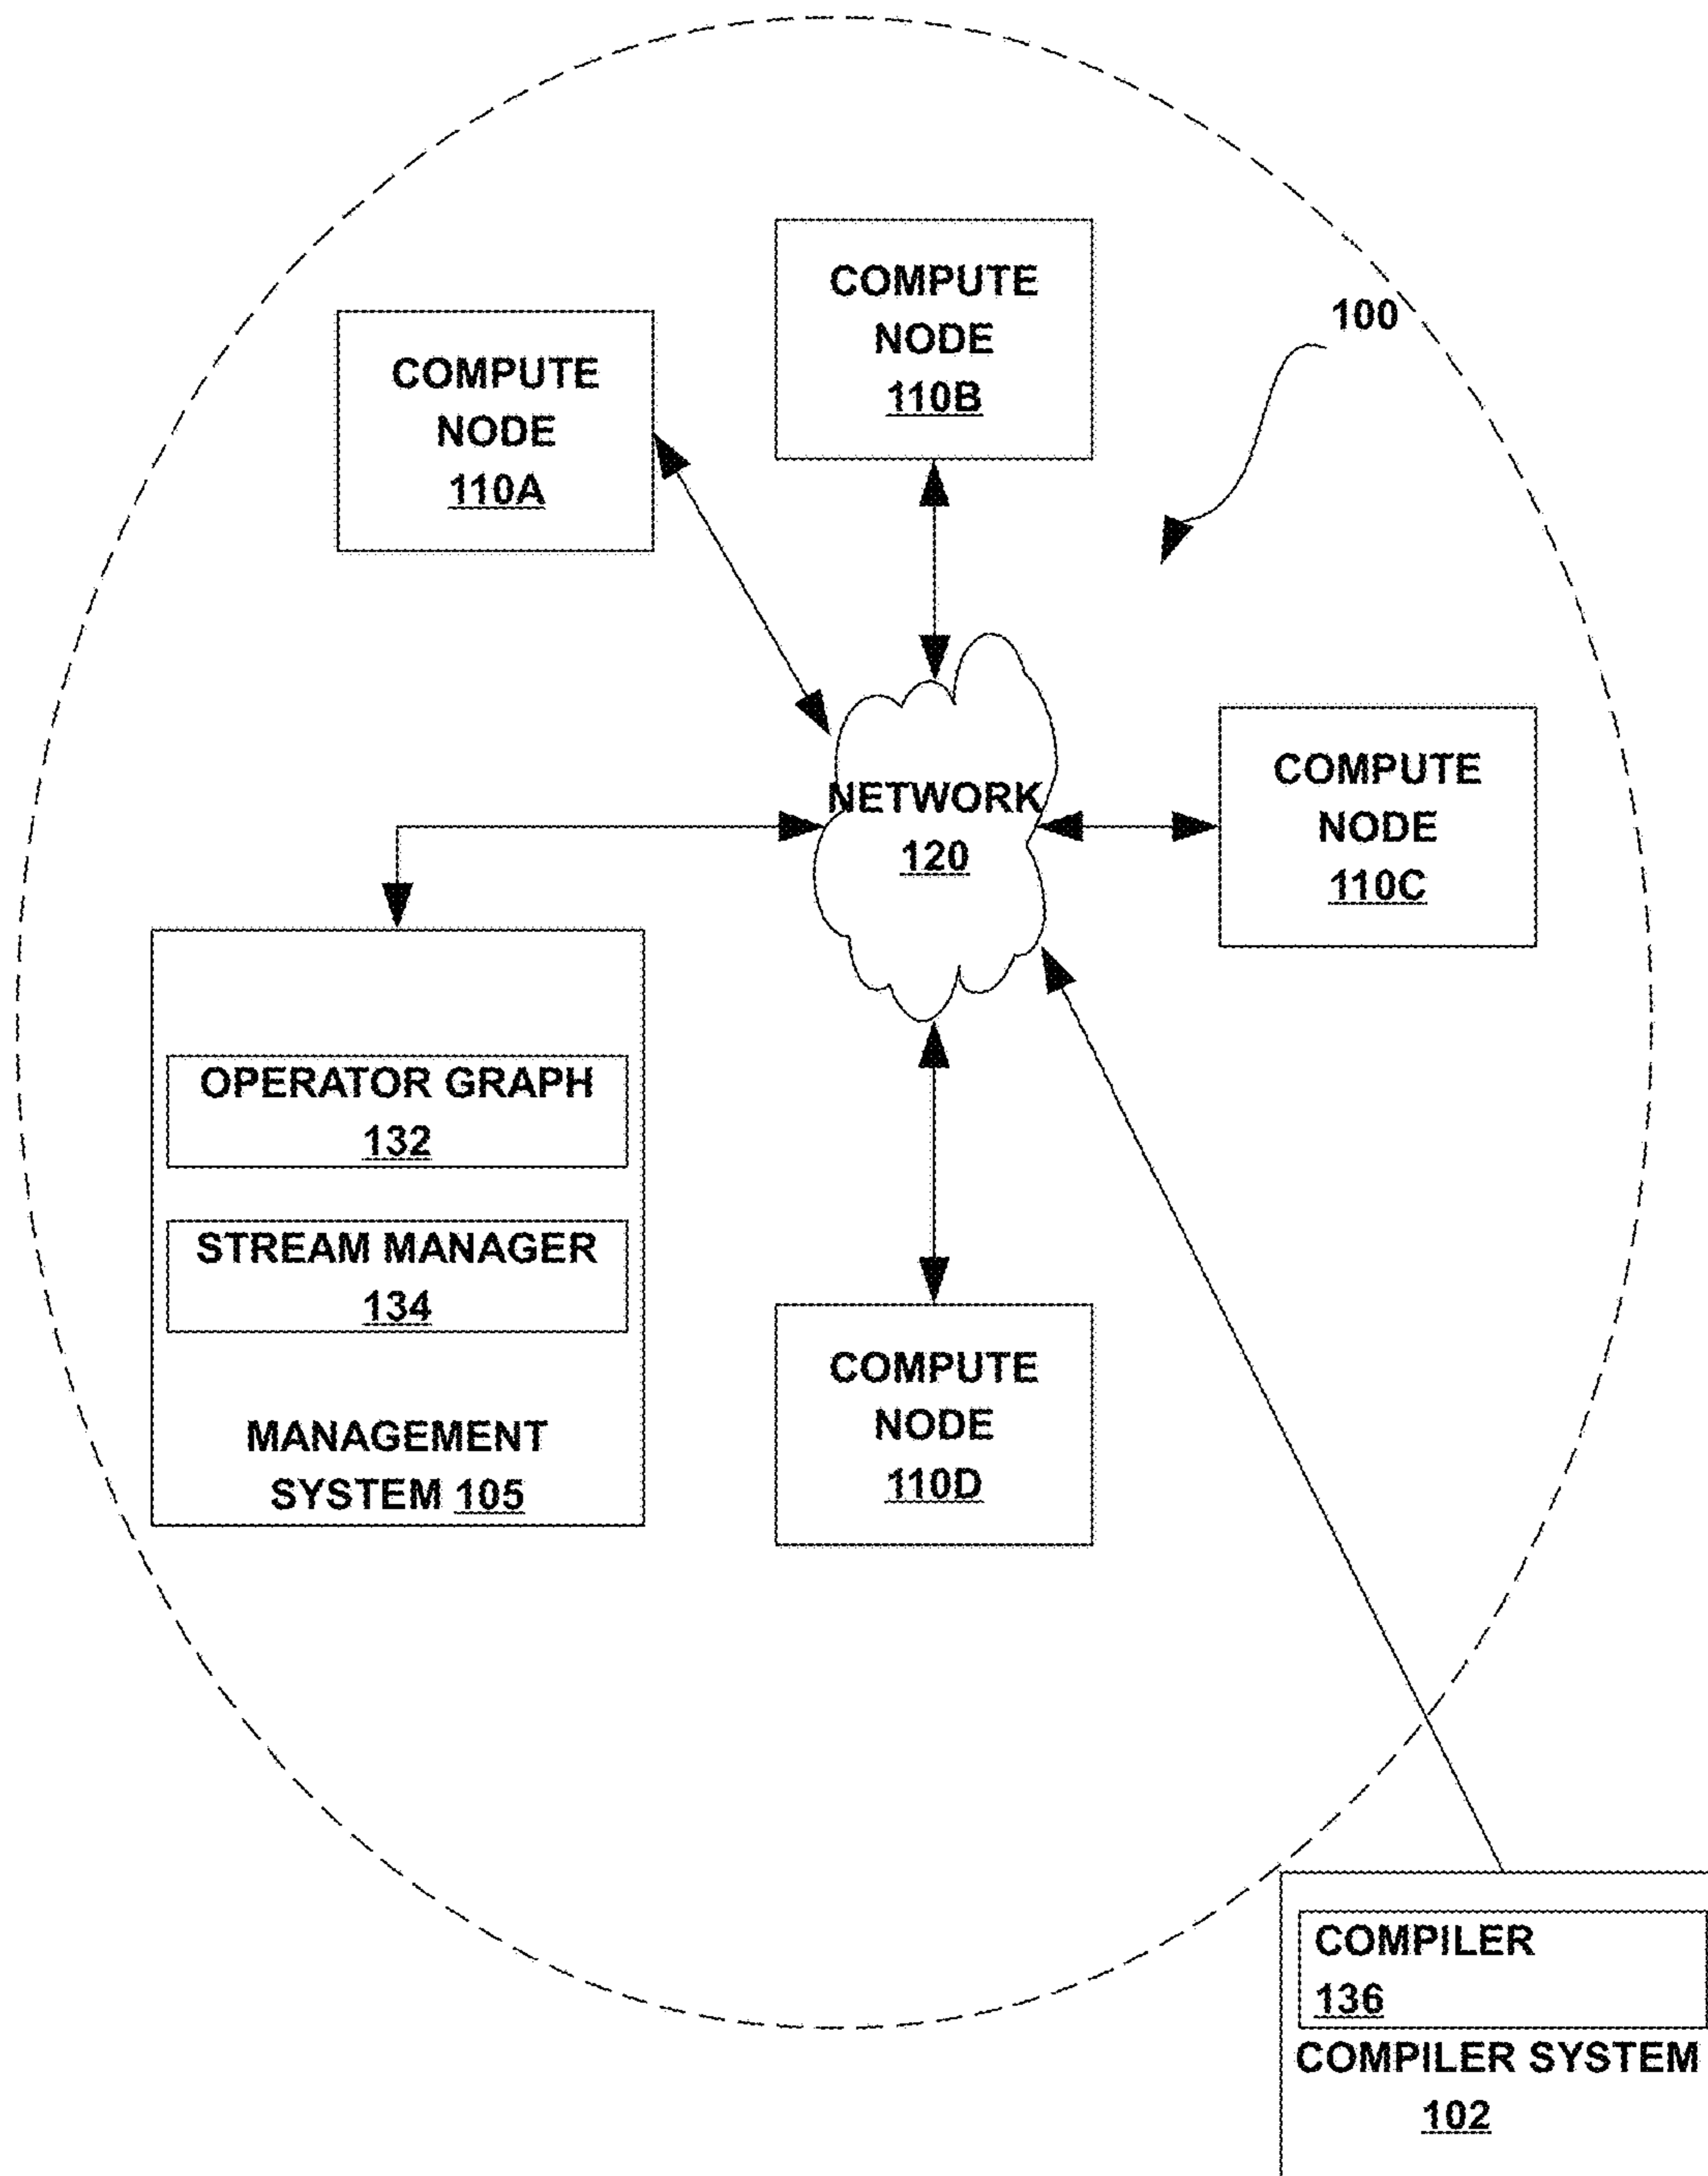 COMPUTE
NODE
110B
100
COMPUTE
NODE
110A
COMPUTE
NODE
110C
NETWORK
120
OPERATOR GRAPH
132
STREAM MANAGER
134
MANAGEMENT
SYSTEM 105
COMPUTE
NODE
110D
COMPILER
136
COMPILER SYSTEM
102